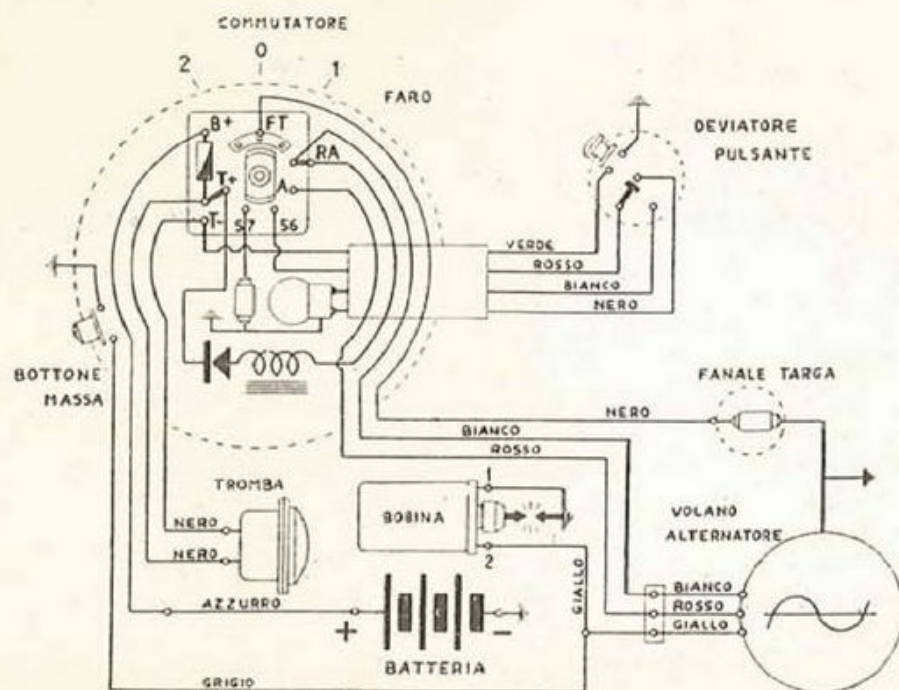 COMMUTATORE
2 0 1
FARO
B+ FT
RA
T+
A
T- 57 56
DEVIATORE
PULSANTE
VERDE
ROSSO
BIANCO
NERO
BOTTONE
MASSA
FANALE TARGA
NERO
BIANCO
ROSSO
TROMBA
NERO
NERO
BOBINA
1
2
VOLANO
ALTERNATORE
GIALLO
BIANCO
ROSSO
GIALLO
AZZURRO
+ -
BATTERIA
GRIGIO